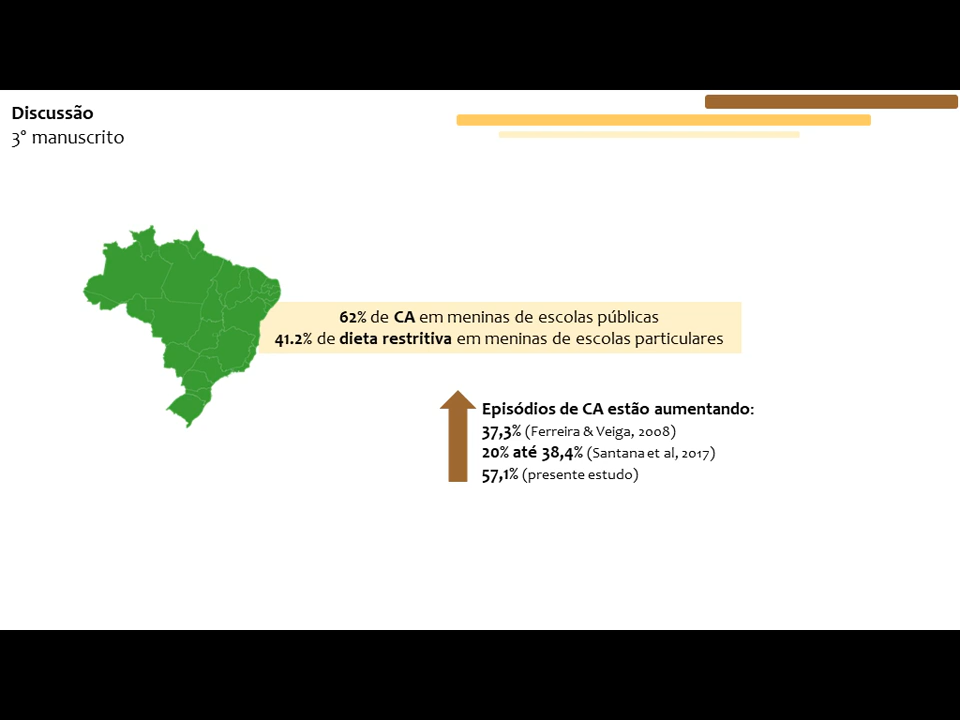 Discussão
3° manuscrito
62% de CA em meninas de escolas públicas
41.2% de dieta restritiva em meninas de escolas particulares
Episódios de CA estão aumentando:
37,3% (Ferreira & Veiga, 2008)
20% até 38,4% (Santana et al, 2017)
57,1% (presente estudo)